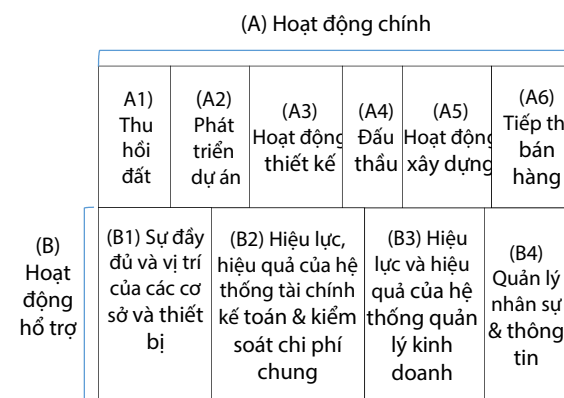 (A) Hoạt động chính
A1)
Thu
hồi
đất
(A2)
Phát
triển
dự án
(A3)
Hoạt động
thiết kế
(A4)
Đấu
thầu
(A5)
Hoạt động
xây dựng
(A6)
Tiếp th
bán
hàng
(B)
Hoạt
động
hổ trợ
(B1) Sự đầy
đủ và vị trí
của các cơ
sở và thiết
bị
(B2) Hiệu lực,
hiệu quả của hệ
thống tài chính
kế toán & kiểm
soát chi phí
chung
(B3) Hiệu
lực và hiệu
quả của hệ
thống quản
lý kinh
doanh
(B4)
Quản lý
nhân sự
& thông
tin